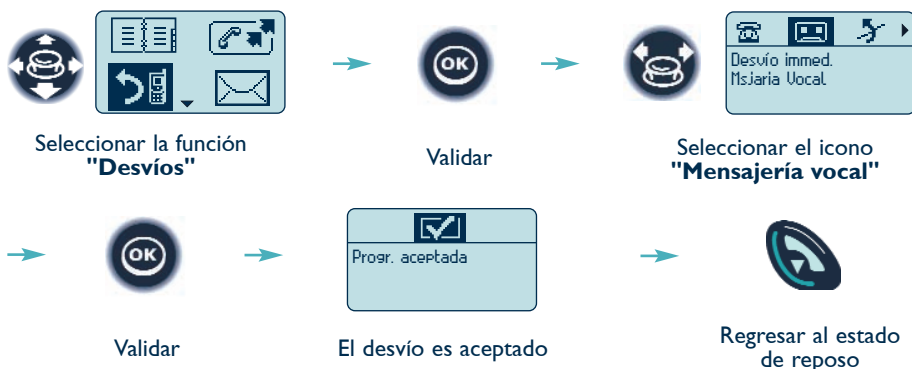 OK
Desvío immed.
Msjaria Vocal
Seleccionar la función
"Desvíos"
Validar
Seleccionar el icono
"Mensajería vocal"
OK
Progr. aceptada
Validar
El desvío es aceptado
Regresar al estado
de reposo